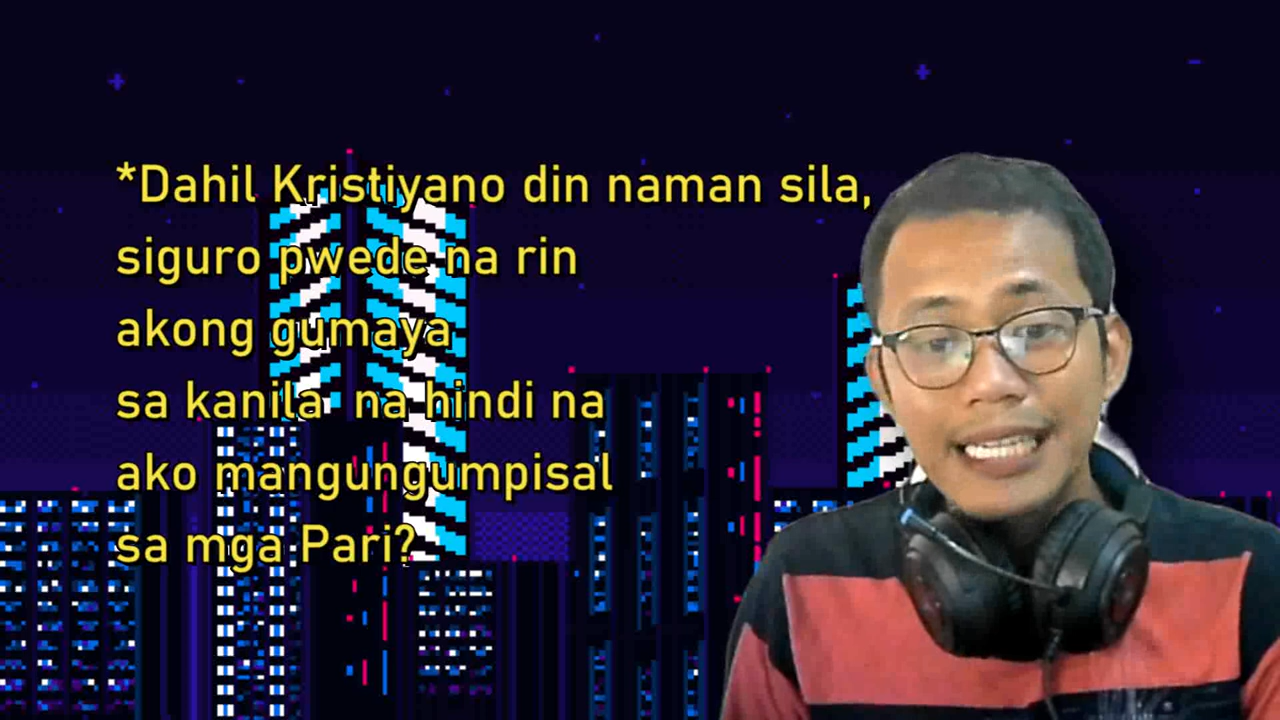 *Dahil Kristiyano din naman sila,
siguro pwede na rin
akong gumaya
sa kanila  na hindi na
ako mangungumpisal
sa mga Pari?